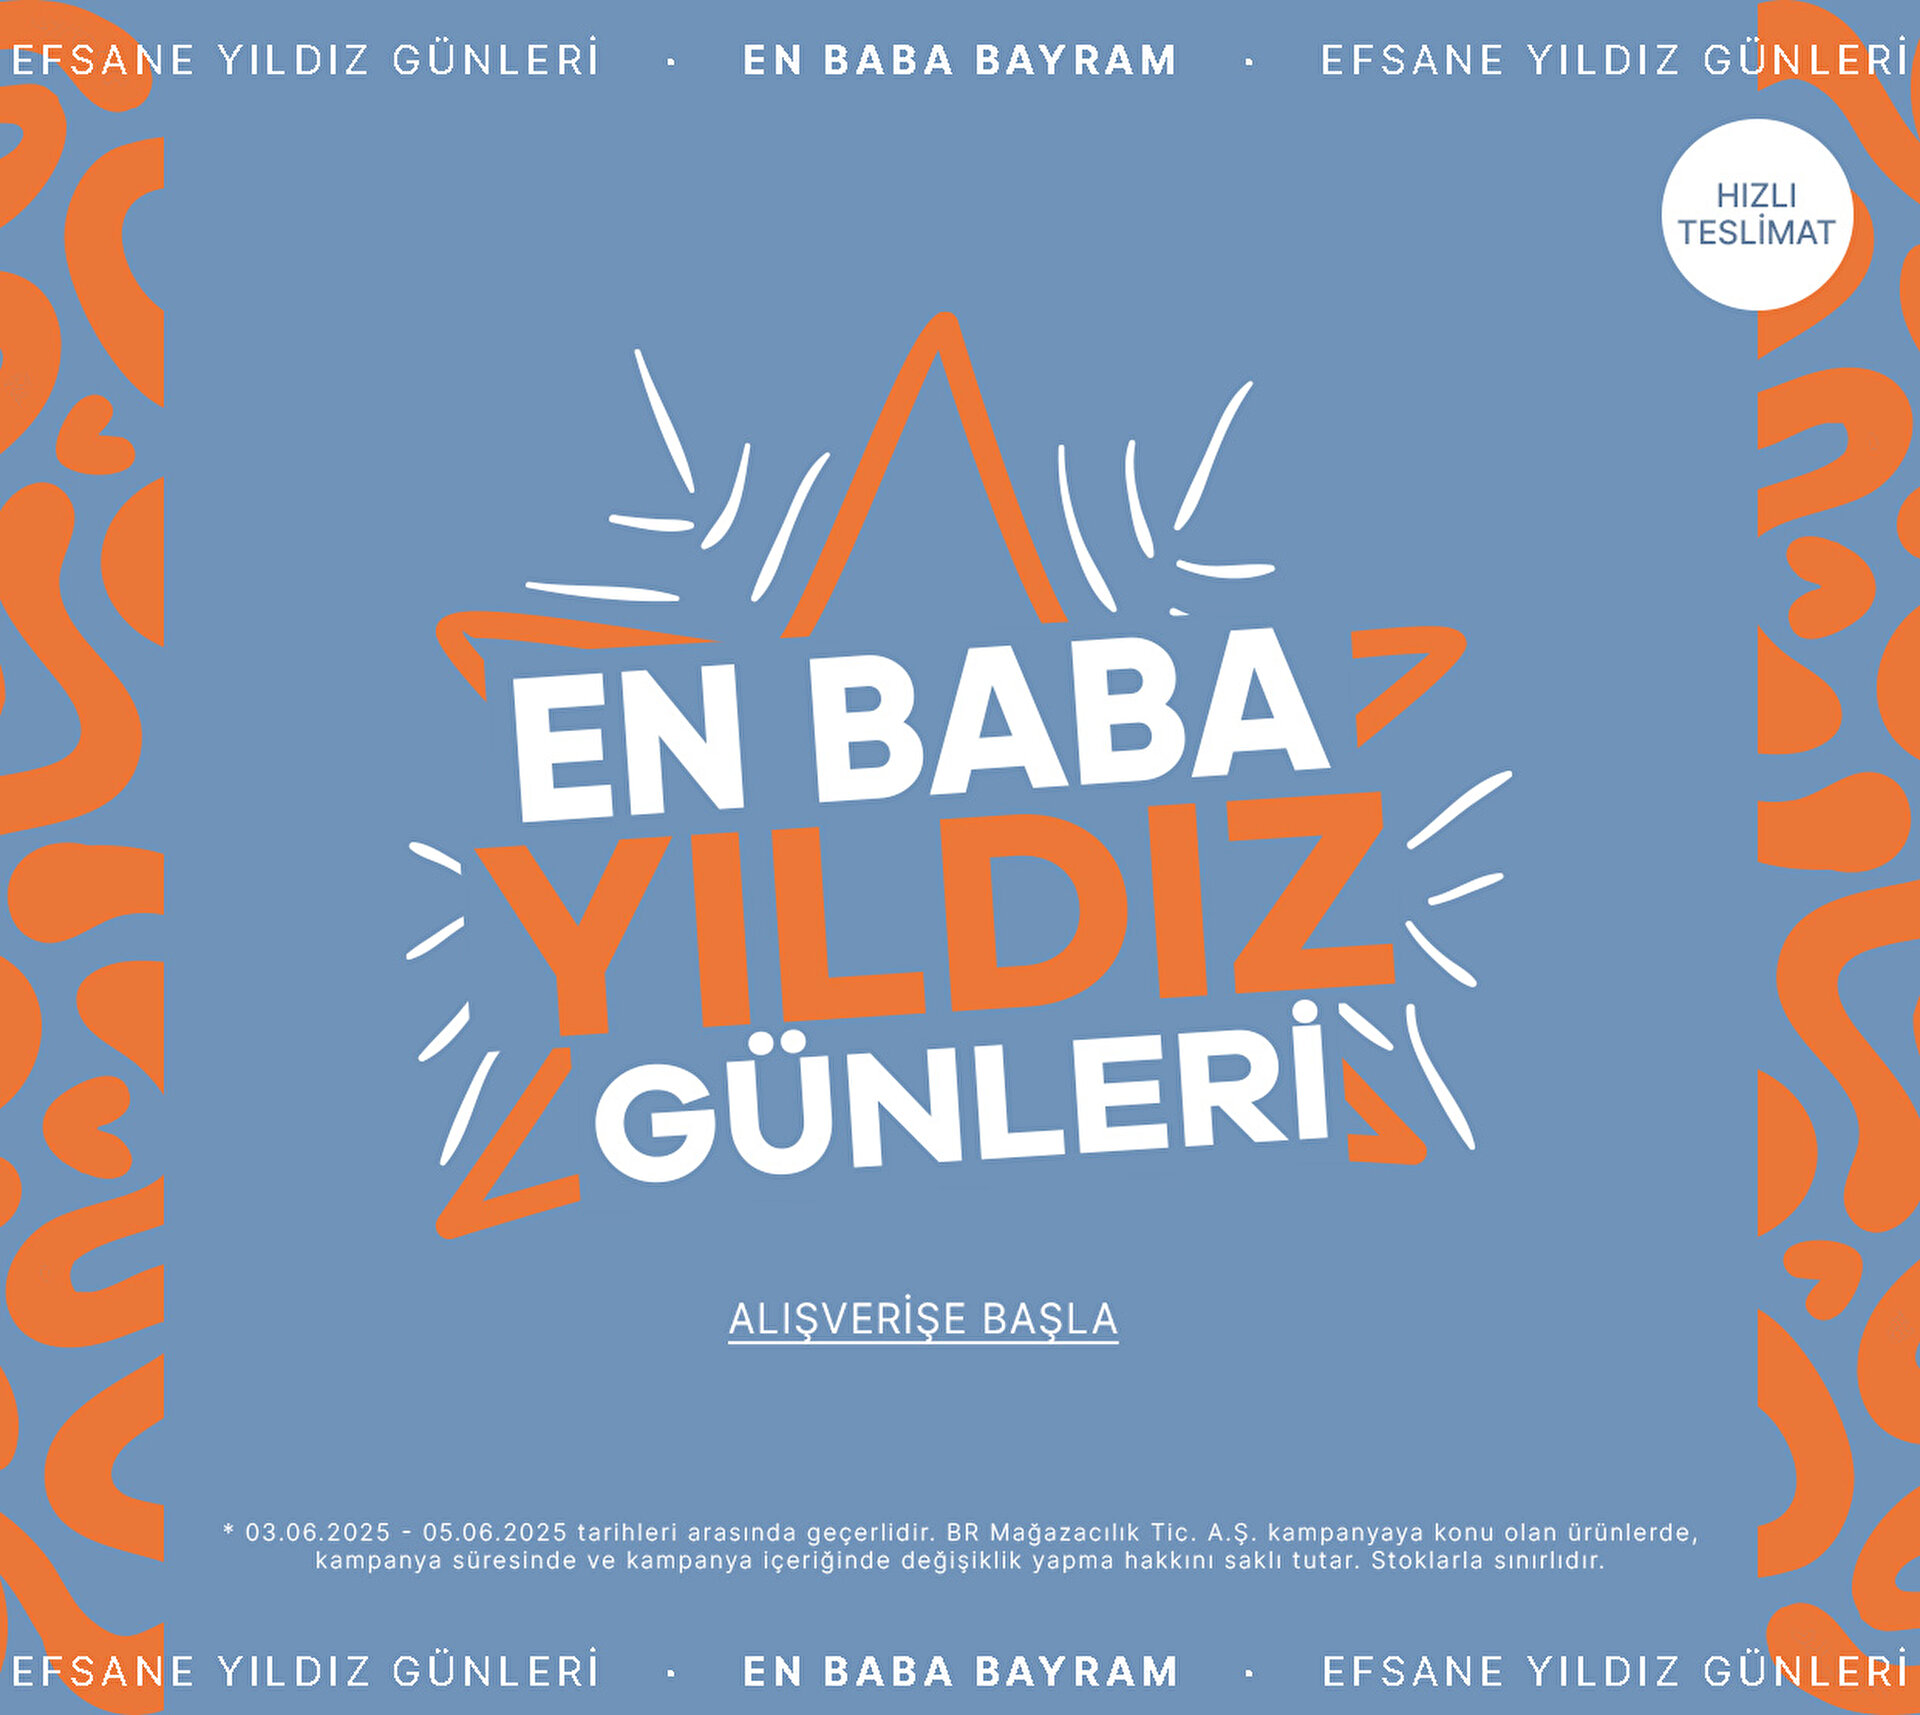 EFSANE YILDIZ GÜNLERİ · EN BABA BAYRAM · EFSANE YILDIZ GÜNLERİ
HIZLI
TESLİMAT
EN BABA
YILDIZ
GÜNLERİ
ALIŞVERİŞE BAŞLA
* 03.06.2025 - 05.06.2025 tarihleri arasında geçerlidir. BR Mağazacılık Tic. A.Ş. kampanyaya konu olan ürünlerde,
kampanya süresinde ve kampanya içeriğinde değişiklik yapma hakkını saklı tutar. Stoklarla sınırlıdır.
EFSANE YILDIZ GÜNLERİ · EN BABA BAYRAM · EFSANE YILDIZ GÜNLERİ